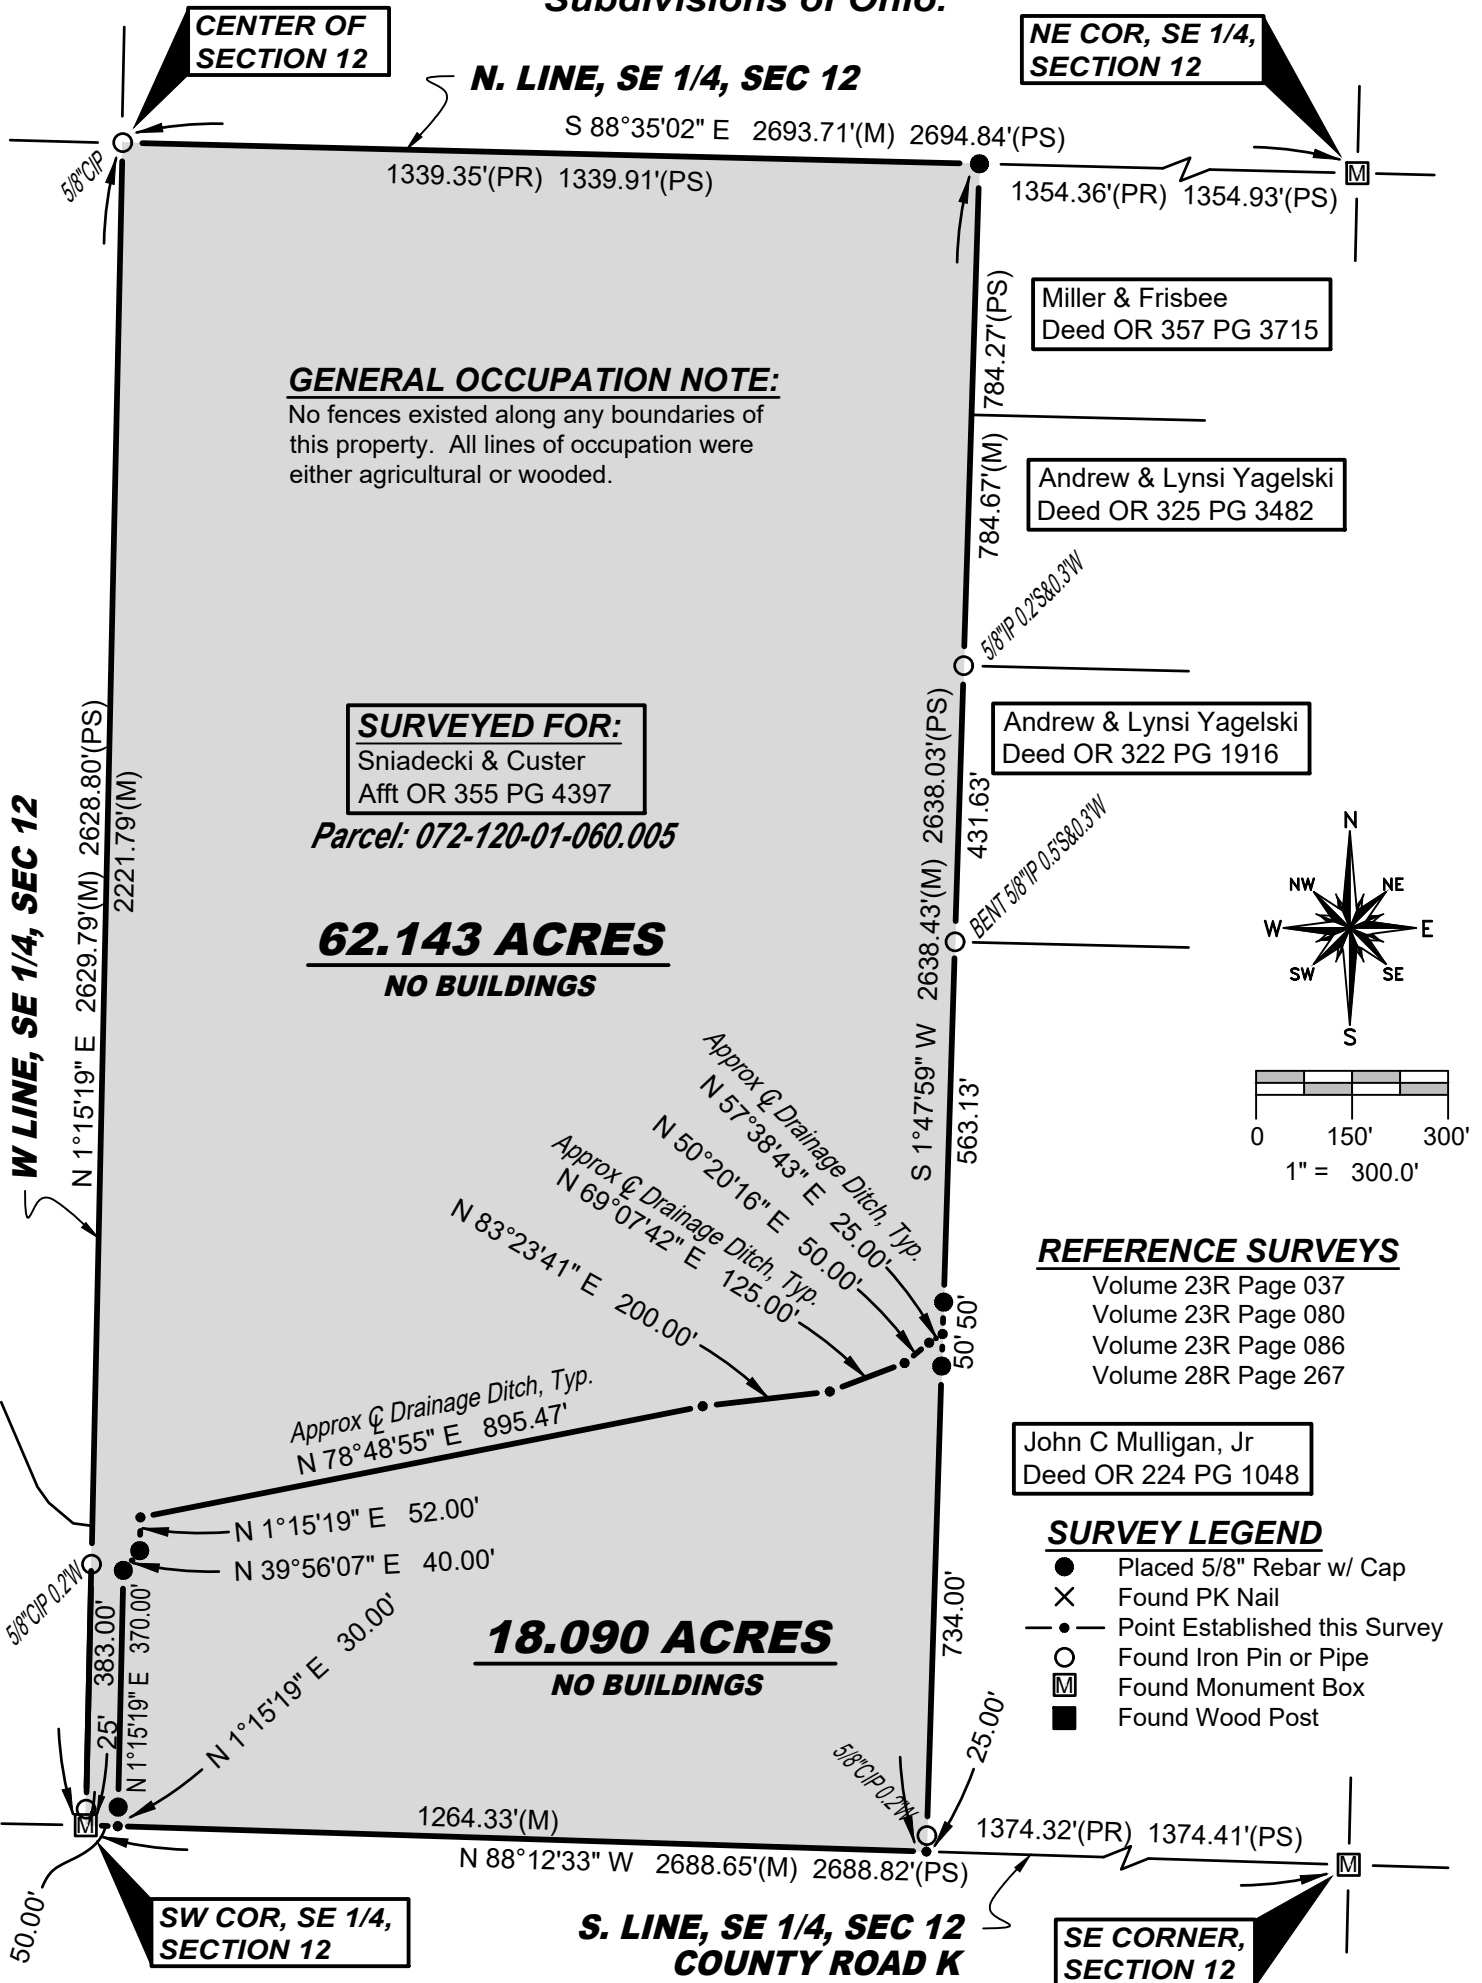 Subdivisions of Ohio.
CENTER OF
SECTION 12
NE COR, SE 1/4,
SECTION 12
N. LINE, SE 1/4, SEC 12
S 88°35'02" E 2693.71'(M) 2694.84'(PS)
1339.35'(PR) 1339.91'(PS)
1354.36'(PR) 1354.93'(PS)
5/8"CIP
M
Miller & Frisbee
Deed OR 357 PG 3715
784.27'(PS)
784.67'(M)
GENERAL OCCUPATION NOTE:
No fences existed along any boundaries of
this property. All lines of occupation were
either agricultural or wooded.
Andrew & Lynsi Yagelski
Deed OR 325 PG 3482
5/8"IP 0.2'S&0.3'W
SURVEYED FOR:
Sniadecki & Custer
Afft OR 355 PG 4397
Parcel: 072-120-01-060.005
Andrew & Lynsi Yagelski
Deed OR 322 PG 1916
431.63'
BENT 5/8"IP 0.5'S&0.3'W
W LINE, SE 1/4, SEC 12
N 1°15'19" E 2629.79'(M) 2628.80'(PS)
2221.79'(M)
62.143 ACRES
NO BUILDINGS
S 1°47'59" W 2638.43'(M) 2638.03'(PS)
563.13'
N
NW
NE
W
E
SW
SE
S
0 150' 300'
1" = 300.0'
Approx ℄ Drainage Ditch, Typ.
N 57°38'43" E 25.00'
N 50°20'16" E 50.00'
Approx ℄ Drainage Ditch, Typ.
N 69°07'42" E 125.00'
N 83°23'41" E 200.00'
50' 50'
REFERENCE SURVEYS
Volume 23R Page 037
Volume 23R Page 080
Volume 23R Page 086
Volume 28R Page 267
Approx ℄ Drainage Ditch, Typ.
N 78°48'55" E 895.47'
John C Mulligan, Jr
Deed OR 224 PG 1048
N 1°15'19" E 52.00'
N 39°56'07" E 40.00'
5/8"CIP 0.2'W
383.00'
25'
N 1°15'19" E 370.00'
N 1°15'19" E 30.00'
18.090 ACRES
NO BUILDINGS
734.00'
SURVEY LEGEND
Placed 5/8" Rebar w/ Cap
Found PK Nail
Point Established this Survey
Found Iron Pin or Pipe
M Found Monument Box
Found Wood Post
5/8"CIP 0.2'W
25.00'
M
1264.33'(M)
N 88°12'33" W 2688.65'(M) 2688.82'(PS)
1374.32'(PR) 1374.41'(PS)
M
50.00'
SW COR, SE 1/4,
SECTION 12
S. LINE, SE 1/4, SEC 12
COUNTY ROAD K
SE CORNER,
SECTION 12